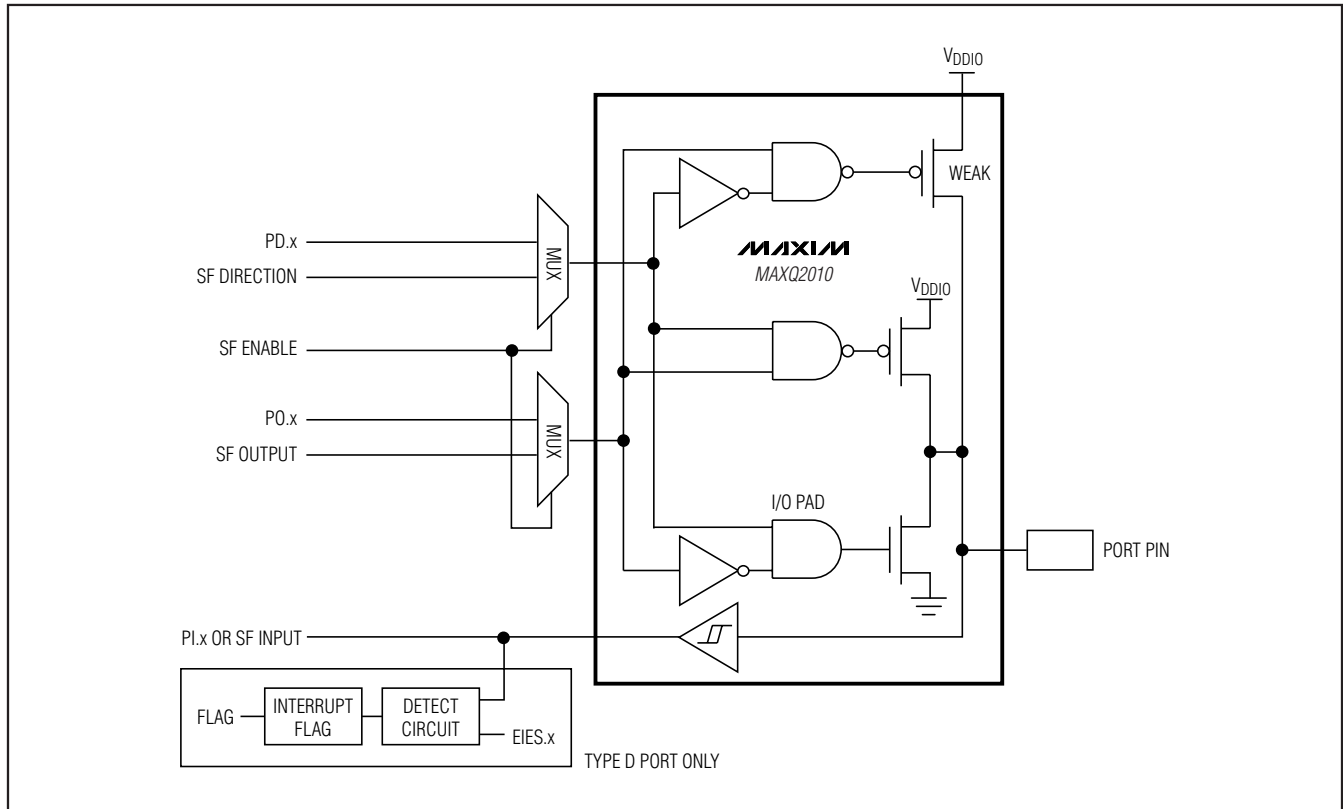 VDDIO
WEAK
PD.x
MUX
MAXIM
SF DIRECTION
MAXQ2010
VDDIO
SF ENABLE
PO.x
MUX
SF OUTPUT
I/O PAD
PORT PIN
PI.x OR SF INPUT
FLAG
INTERRUPT
FLAG
DETECT
CIRCUIT
EIES.x
TYPE D PORT ONLY